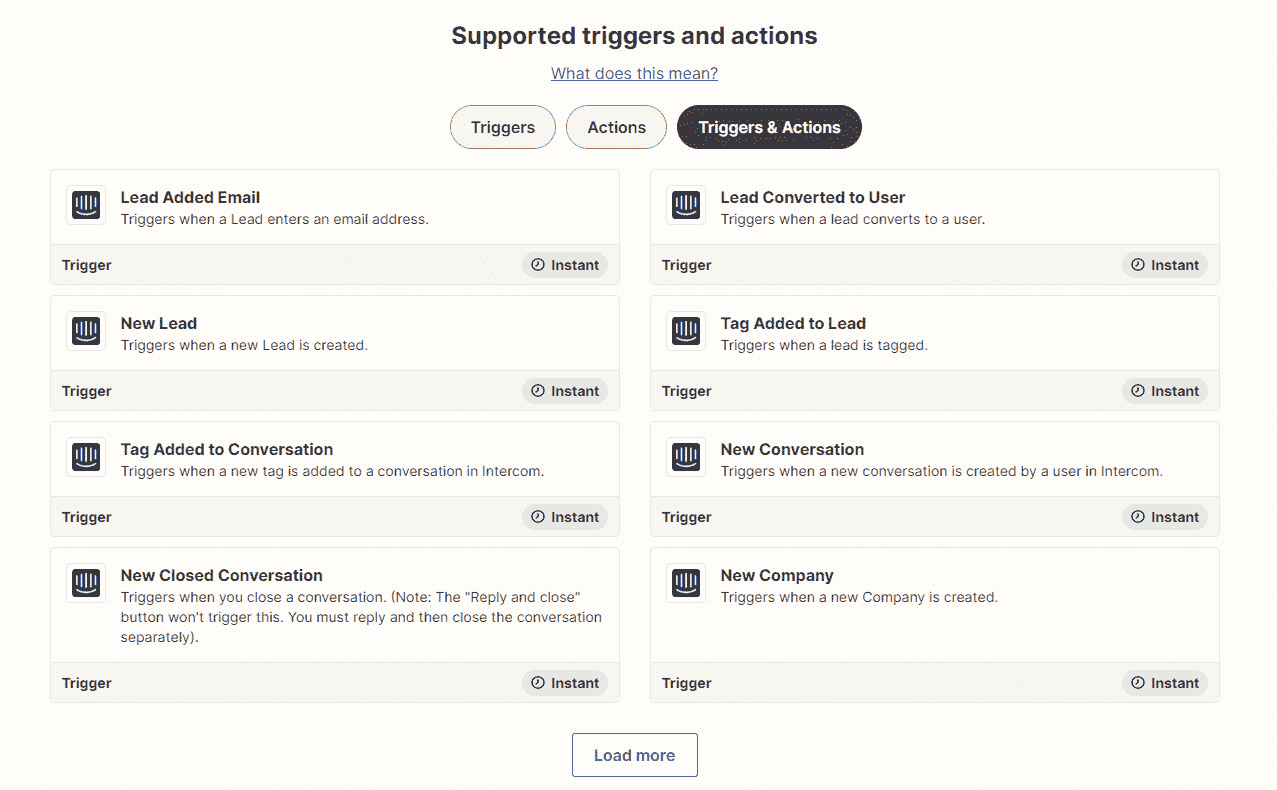 Supported triggers and actions
What does this mean?
Triggers
Actions
Triggers & Actions
Lead Added Email
Triggers when a Lead enters an email address.
Trigger
Instant
Lead Converted to User
Triggers when a lead converts to a user.
Trigger
Instant
New Lead
Triggers when a new Lead is created.
Trigger
Instant
Tag Added to Lead
Triggers when a lead is tagged.
Trigger
Instant
Tag Added to Conversation
Triggers when a new tag is added to a conversation in Intercom.
Trigger
Instant
New Conversation
Triggers when a new conversation is created by a user in Intercom.
Trigger
Instant
New Closed Conversation
Triggers when you close a conversation. (Note: The "Reply and close"
button won't trigger this. You must reply and then close the conversation
separately).
Trigger
Instant
New Company
Triggers when a new Company is created.
Trigger
Instant
Load more